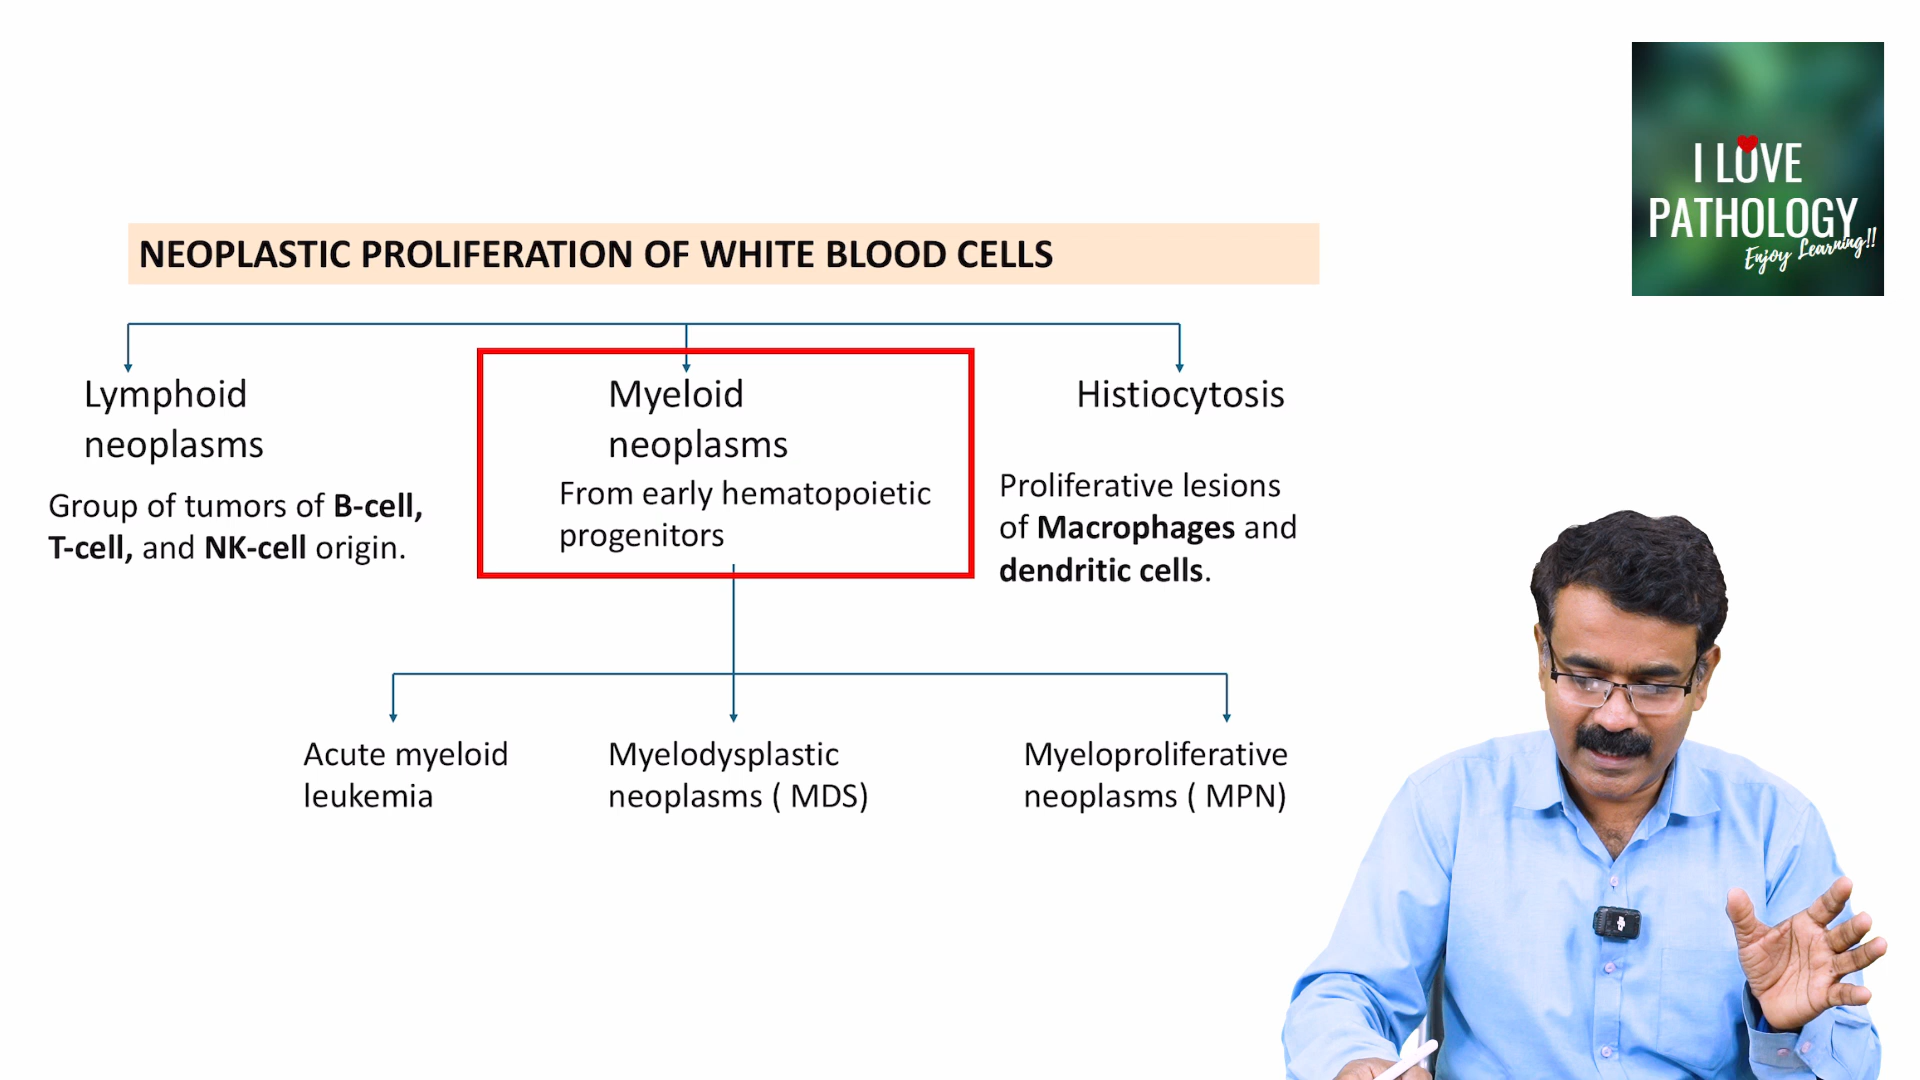 I LOVE
PATHOLOGY
Enjoy Learning!!
NEOPLASTIC PROLIFERATION OF WHITE BLOOD CELLS
Lymphoid
neoplasms
Group of tumors of B-cell,
T-cell, and NK-cell origin.
Myeloid
neoplasms
From early hematopoietic
progenitors
Histiocytosis
Proliferative lesions
of Macrophages and
dendritic cells.
Acute myeloid
leukemia
Myelodysplastic
neoplasms ( MDS)
Myeloproliferative
neoplasms ( MPN)